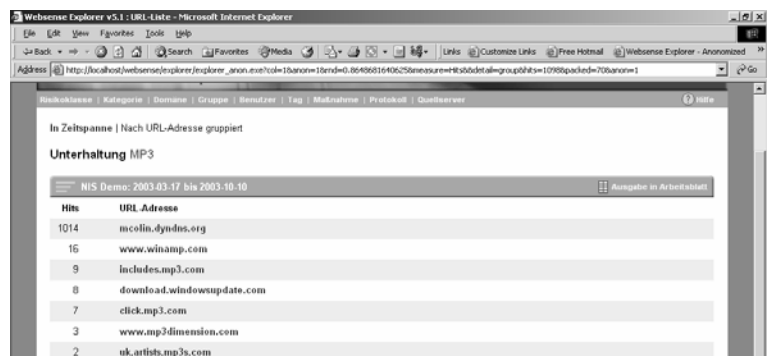 Websense Explorer v5.1 : URL-Liste - Microsoft Internet Explorer
File Edit View Favorites Tools Help
Back Search Favorites Media Links Customize Links Free Hotmail Websense Explorer - Anonomized »
Address http://localhost/websense/explorer/explorer_anon.exe?col=1&anon=1&rnd=0.8648681640625&measure=Hits&detail=group&hits=1098&packed=70&anon=1 Go
Risikoklasse | Kategorie | Domäne | Gruppe | Benutzer | Tag | Maßnahme | Protokoll | Quellserver Hilfe
In Zeitspanne | Nach URL-Adresse gruppiert
Unterhaltung MP3
NIS Demo: 2003-03-17 bis 2003-10-10 Ausgabe in Arbeitsblatt
Hits URL-Adresse
1014 mcolin.dyndns.org
16 www.winamp.com
9 includes.mp3.com
8 download.windowsupdate.com
7 click.mp3.com
3 www.mp3dimension.com
2 uk.artists.mp3s.com